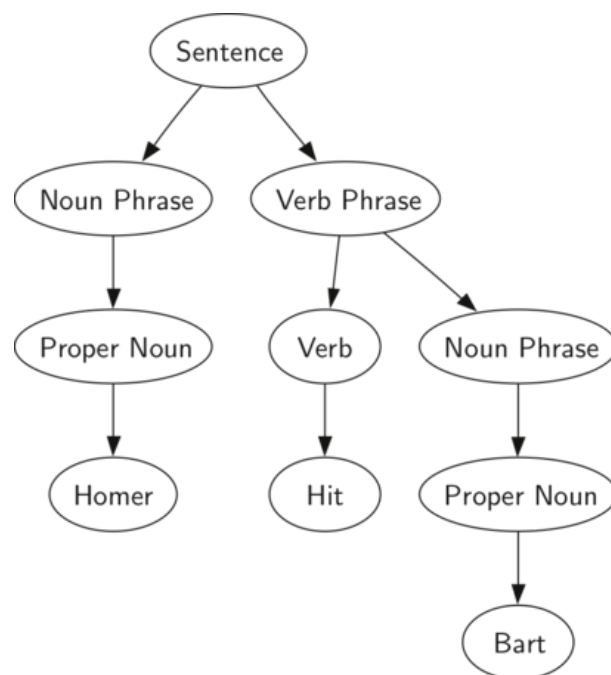 Sentence
Noun Phrase
Verb Phrase
Proper Noun
Verb
Noun Phrase
Homer
Hit
Proper Noun
Bart